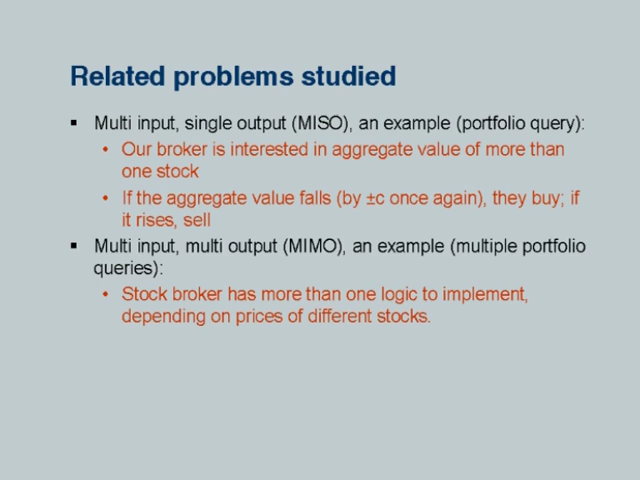 Related problems studied
▪ Multi input, single output (MISO), an example (portfolio query):
• Our broker is interested in aggregate value of more than
one stock
• If the aggregate value falls (by ±c once again), they buy; if
it rises, sell
▪ Multi input, multi output (MIMO), an example (multiple portfolio
queries):
• Stock broker has more than one logic to implement,
depending on prices of different stocks.